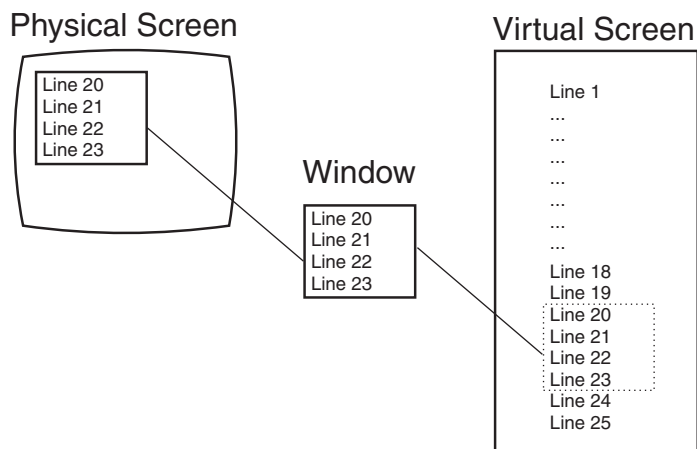 Physical Screen
Line 20
Line 21
Line 22
Line 23
Window
Line 20
Line 21
Line 22
Line 23
Virtual Screen
Line 1
...
...
...
...
...
...
...
Line 18
Line 19
Line 20
Line 21
Line 22
Line 23
Line 24
Line 25